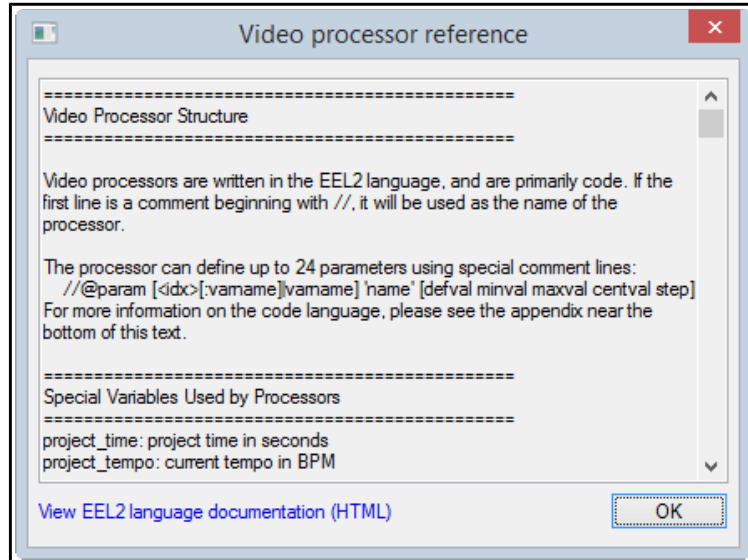 Video processor reference
==============================================
Video Processor Structure
==============================================
Video processors are written in the EEL2 language, and are primarily code. If the
first line is a comment beginning with //, it will be used as the name of the
processor.
The processor can define up to 24 parameters using special comment lines:
//@param [<idx>[:varname]|varname] 'name' [defval minval maxval centval step]
For more information on the code language, please see the appendix near the
bottom of this text.
==============================================
Special Variables Used by Processors
==============================================
project_time: project time in seconds
project_tempo: current tempo in BPM
View EEL2 language documentation (HTML)
OK